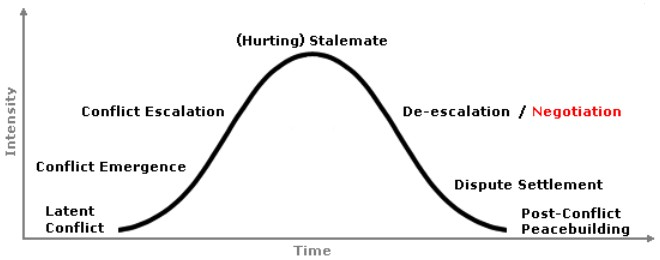 (Hurting) Stalemate
Conflict Escalation
De-escalation / Negotiation
Intensity
Conflict Emergence
Dispute Settlement
Latent
Conflict
Post-Conflict
Peacebuilding
Time